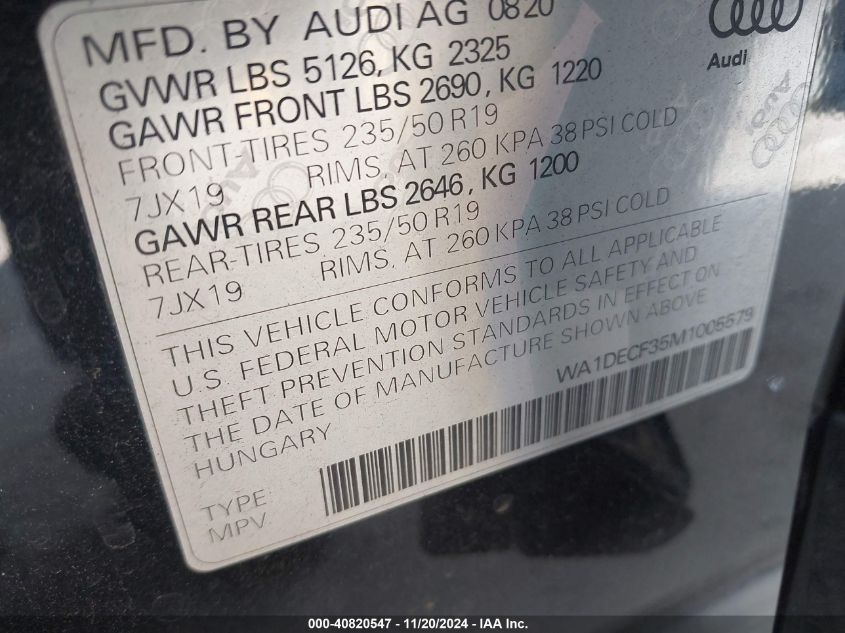 MFD. BY AUDI AG 08 20
GVWR LBS 5126, KG 2325
Audi
GAWR FRONT LBS 2690, KG 1220
FRONT-TIRES 235/50 R19
7JX19 RIMS, AT 260 KPA 38 PSI COLD
GAWR REAR LBS 2646, KG 1200
REAR-TIRES 235/50 R19
7JX19 RIMS, AT 260 KPA 38 PSI COLD
THIS VEHICLE CONFORMS TO ALL APPLICABLE
U.S. FEDERAL MOTOR VEHICLE SAFETY AND
THEFT PREVENTION STANDARDS IN EFFECT ON
THE DATE OF MANUFACTURE SHOWN ABOVE
HUNGARY
WA1DECF35M1005579
TYPE
MPV
000-40820547 - 11/20/2024 - IAA Inc.